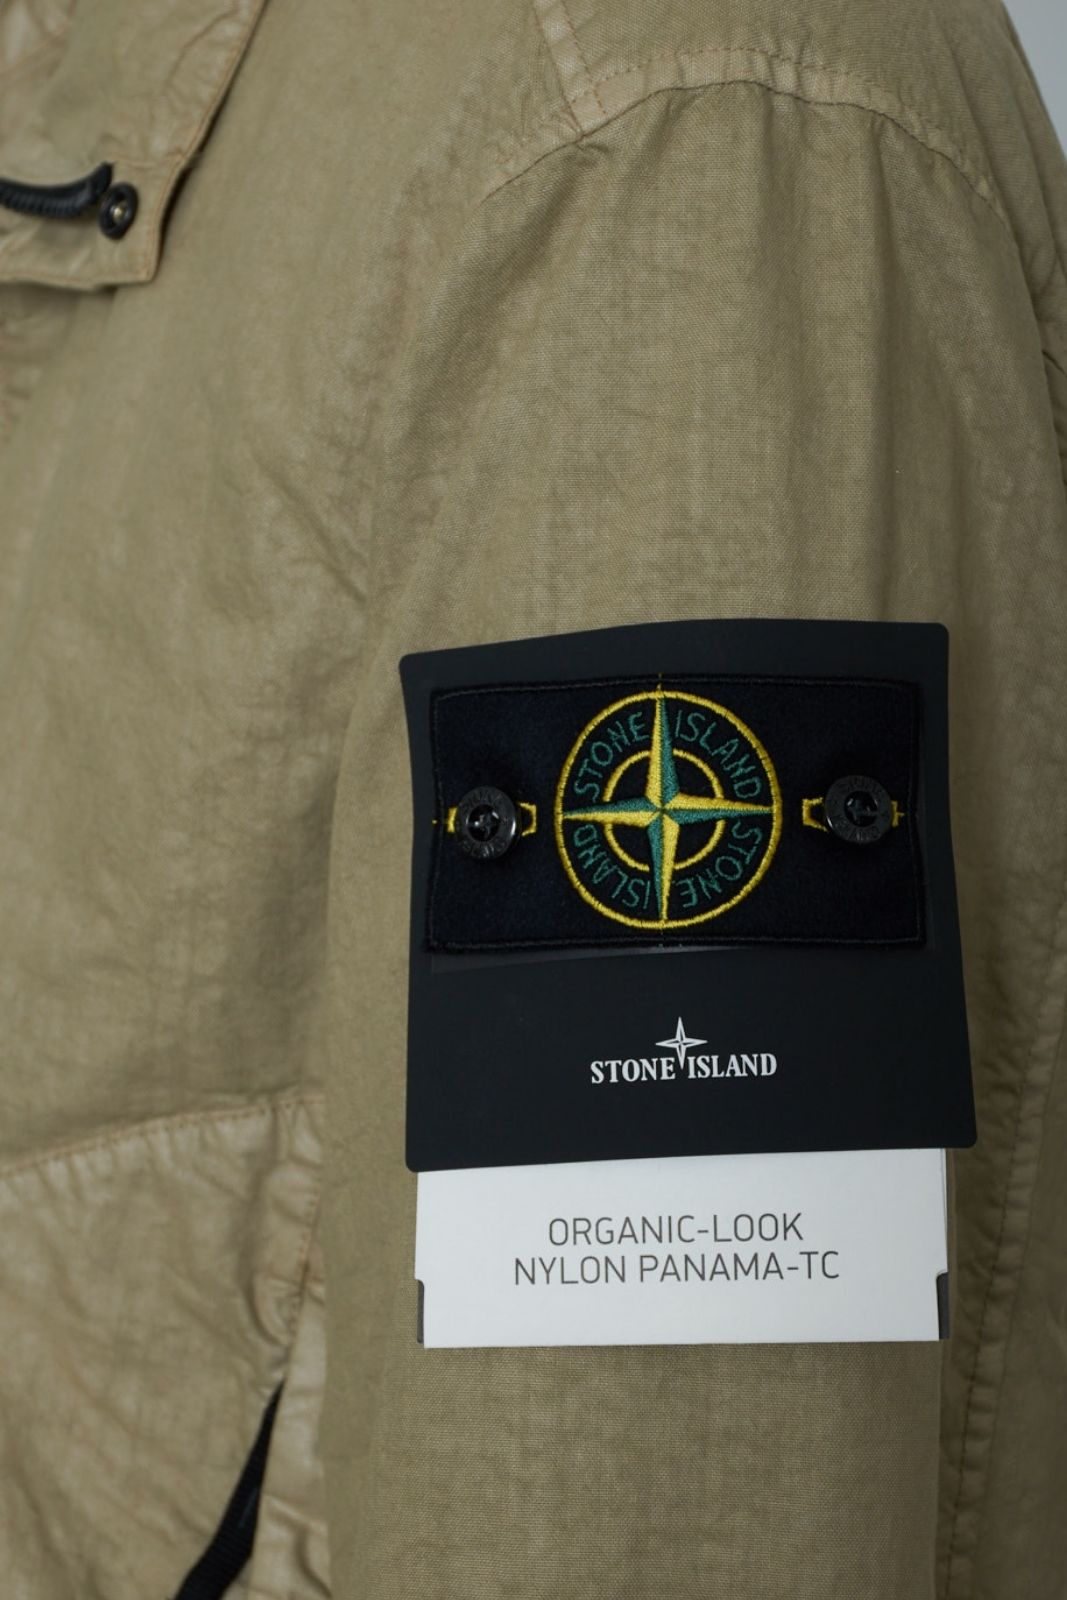 STONE ISLAND
STONE ISLAND
STONE ISLAND
ORGANIC-LOOK
NYLON PANAMA-TC